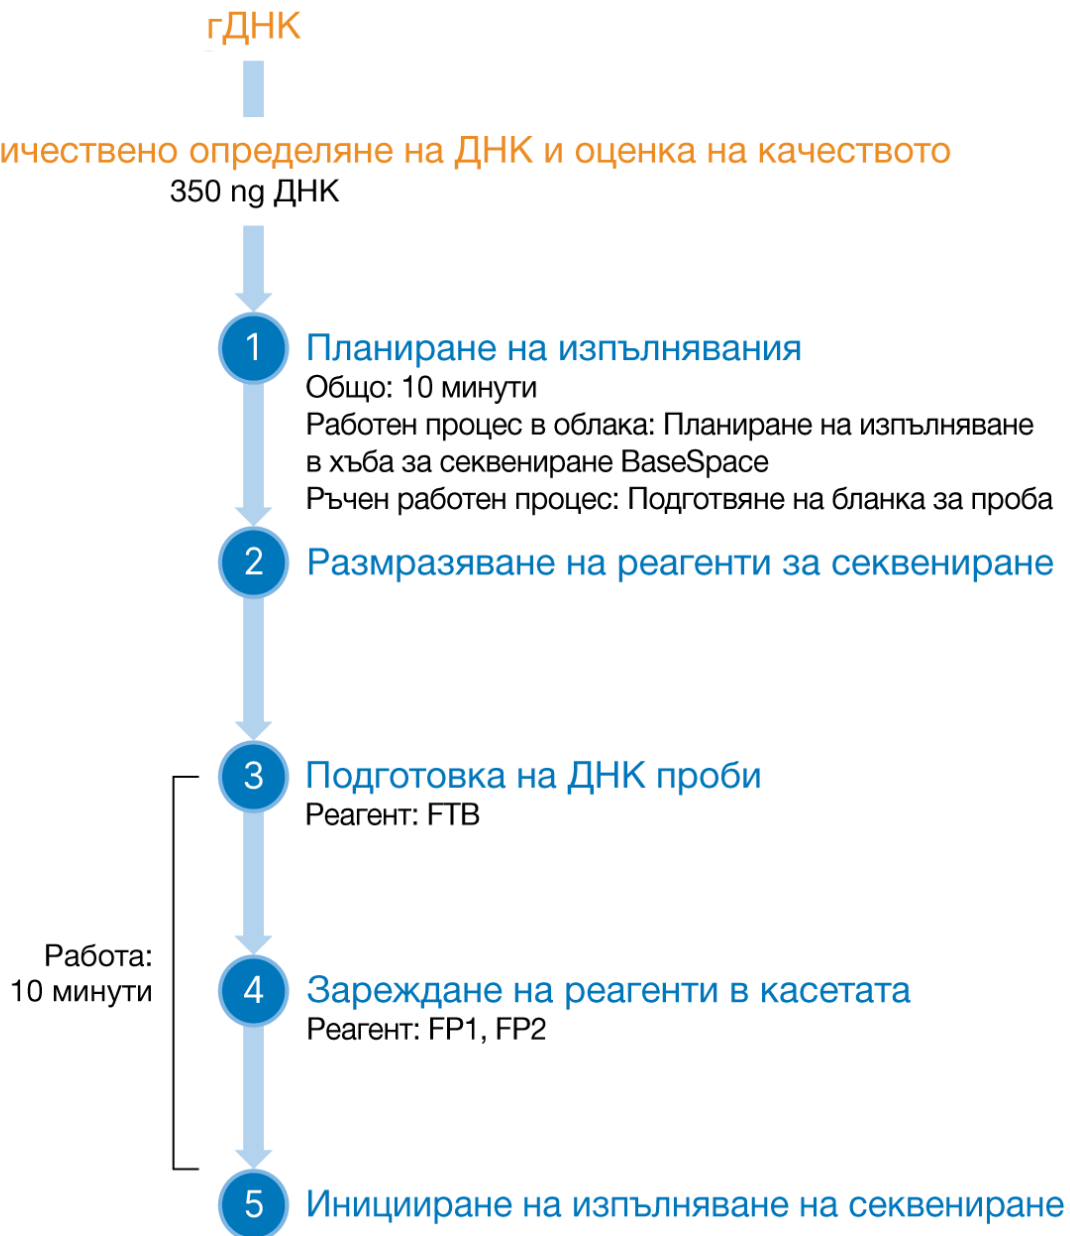 гДНК
ичествено определяне на ДНК и оценка на качеството
350 ng ДНК
1 Планиране на изпълнявания
Общо: 10 минути
Работен процес в облака: Планиране на изпълняване
в хъба за секвениране BaseSpace
Ръчен работен процес: Подготвяне на бланка за проба
2 Размразяване на реагенти за секвениране
3 Подготовка на ДНК проби
Реагент: FTB
Работа:
10 минути
4 Зареждане на реагенти в касетата
Реагент: FP1, FP2
5 Иницииране на изпълняване на секвениране